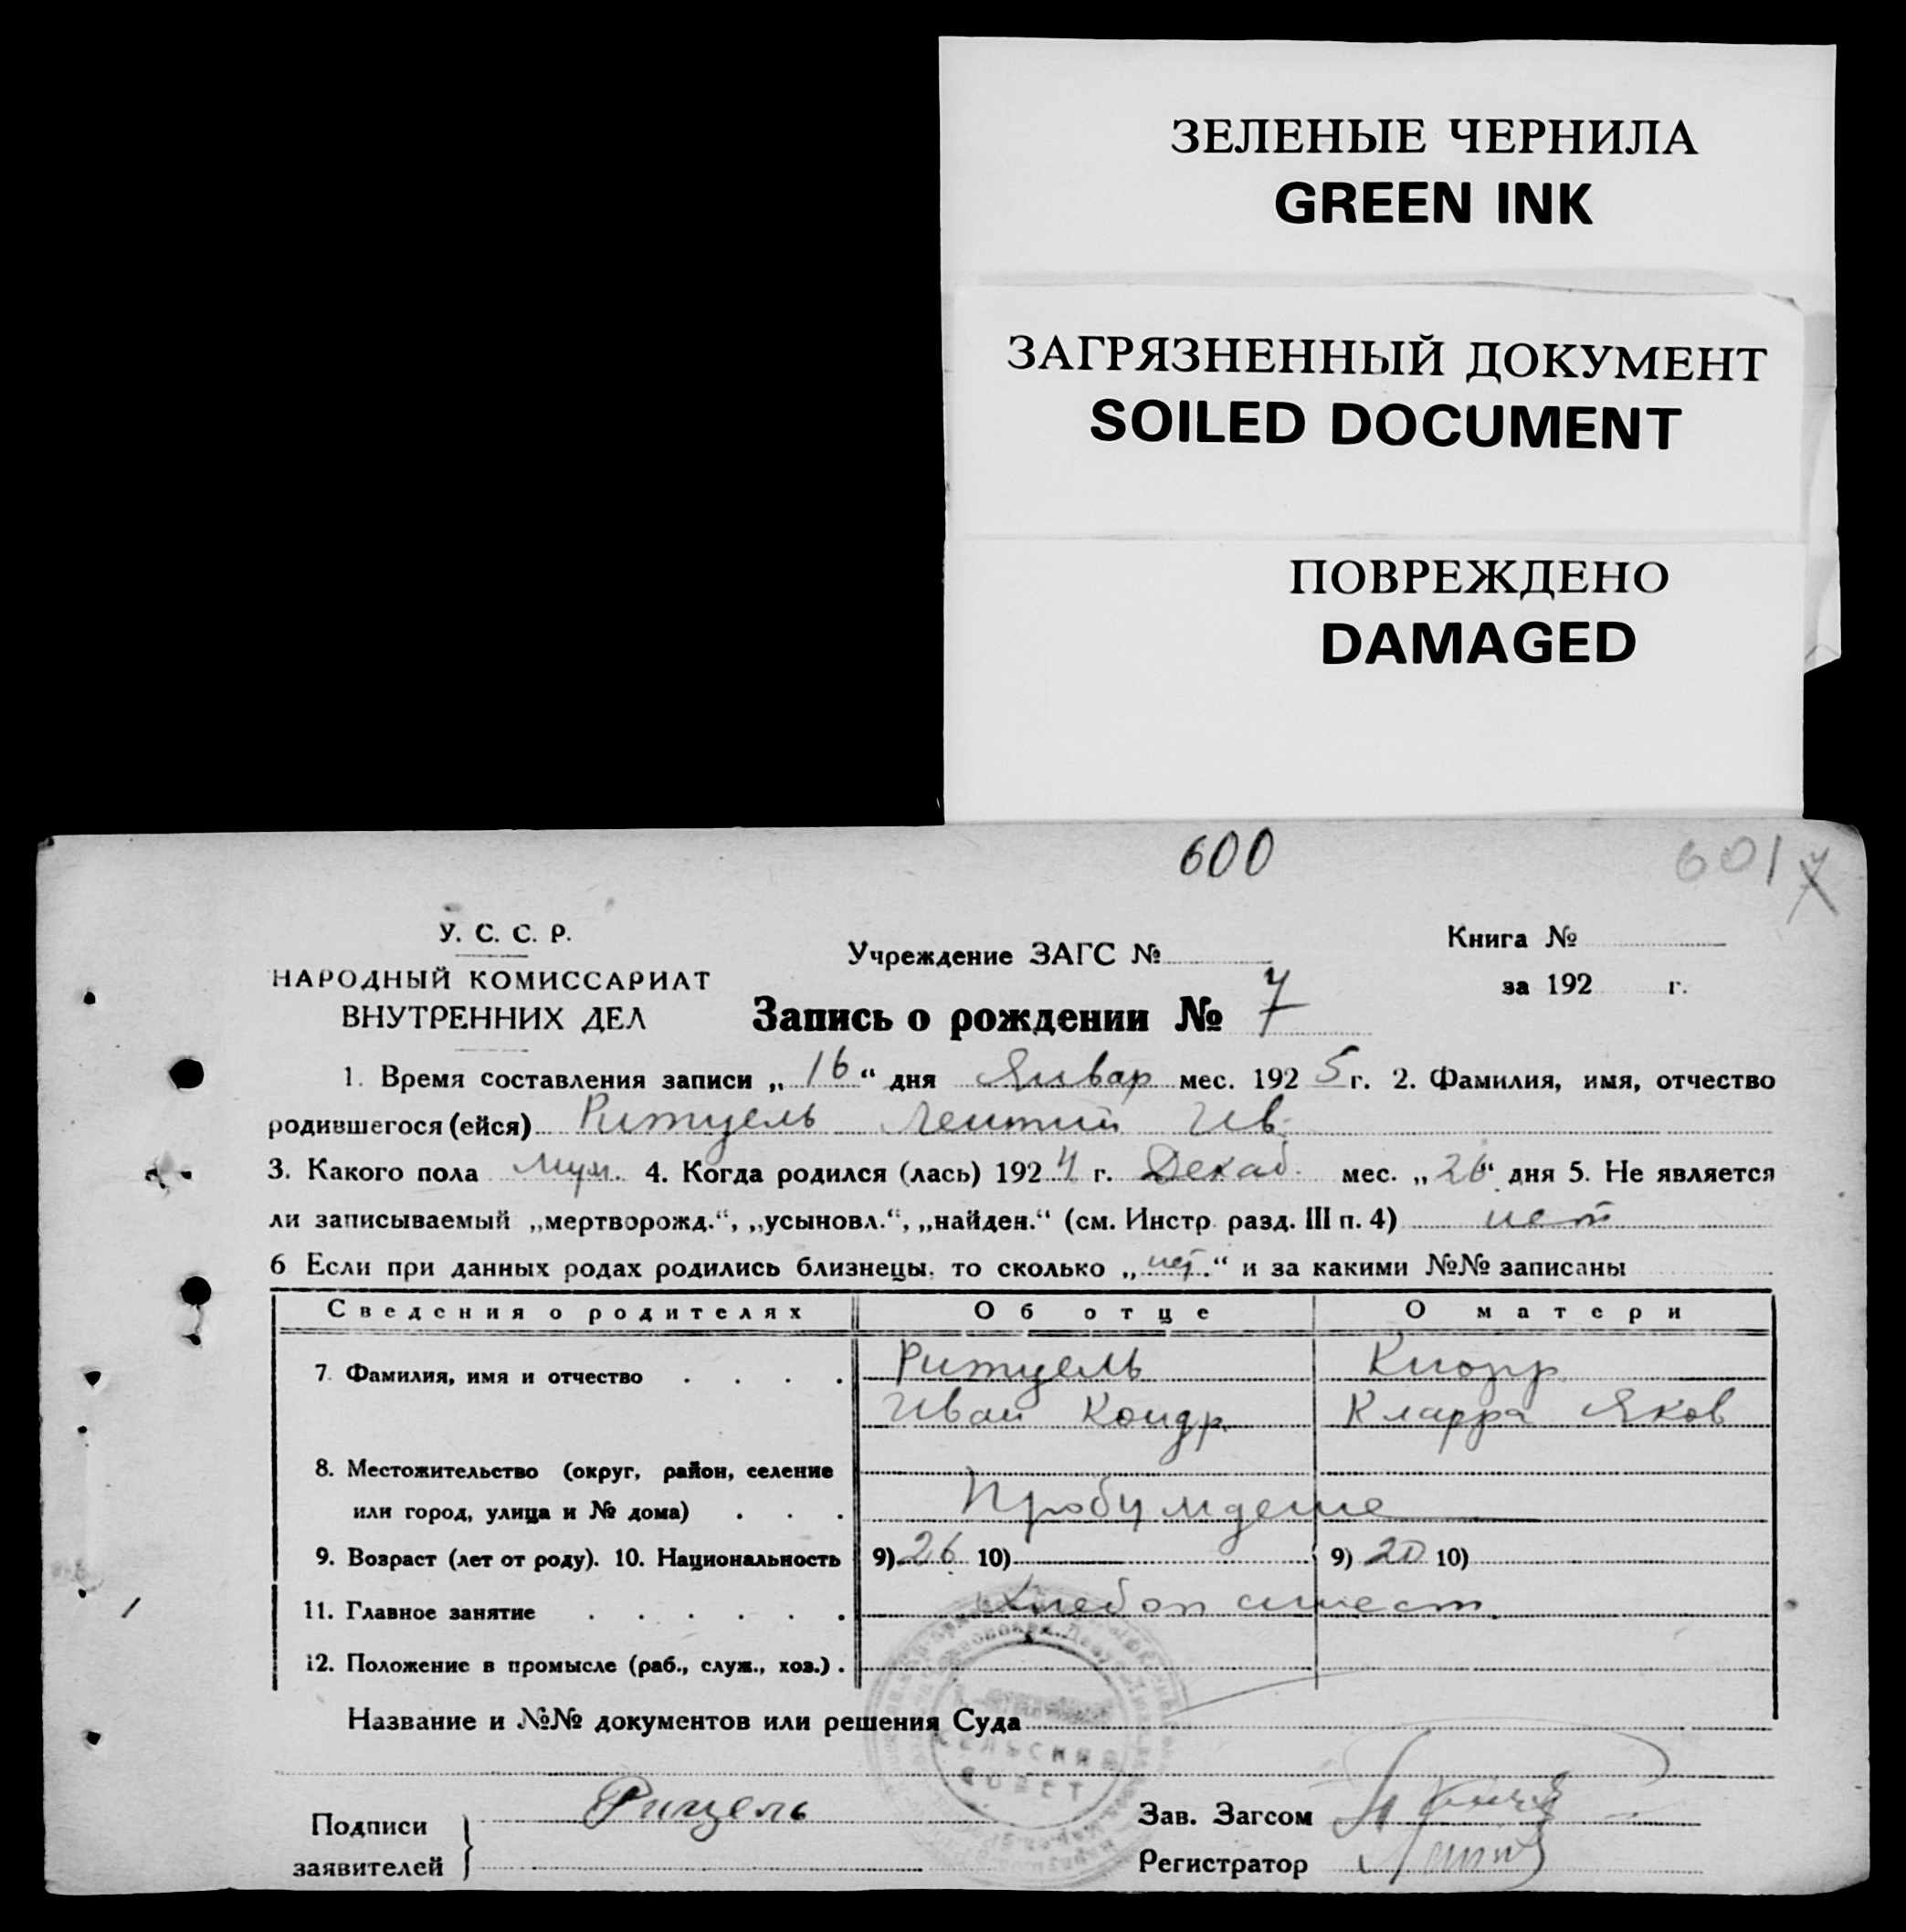 ЗЕЛЕНЫЕ ЧЕРНИЛА
GREEN INK
ЗАГРЯЗНЕННЫЙ ДОКУМЕНТ
SOILED DOCUMENT
ПОВРЕЖДЕНО
DAMAGED
600
601 7
У. С. С. Р.
НАРОДНЫЙ КОМИССАРИАТ
ВНУТРЕННИХ ДЕЛ
Учреждение ЗАГС №
Книга №
за 192 г.
Запись о рождении № 7
1. Время составления записи „16“ дня Январ мес. 1925 г. 2. Фамилия, имя, отчество
родившегося (ейся) Ритцель Ив.
3. Какого пола муж. 4. Когда родился (лась) 1924 г. Декаб. мес. „26“ дня 5. Не является
ли записываемый „мертворожд.“, „усыновл.“, „найден.“ (см. Инстр. разд. III п. 4) нет
6 Если при данных родах родились близнецы, то сколько „нет.“ и за какими №№ записаны
Сведения о родителях Об отце О матери
7. Фамилия, имя и отчество Ритцель Кнорр
Иван Кондр. Кларра Яков
8. Местожительство (округ, район, селение
или город, улица и № дома)
9. Возраст (лет от роду). 10. Национальность 9) 26 10) 9) 20 10)
11. Главное занятие Хлебопашест.
12. Положение в промысле (раб., служ., хоз.)
Название и №№ документов или решения Суда
СЕЛЬСКИЙ
СОВЕТ
Подписи
заявителей
Рицель
Зав. Загсом
Регистратор